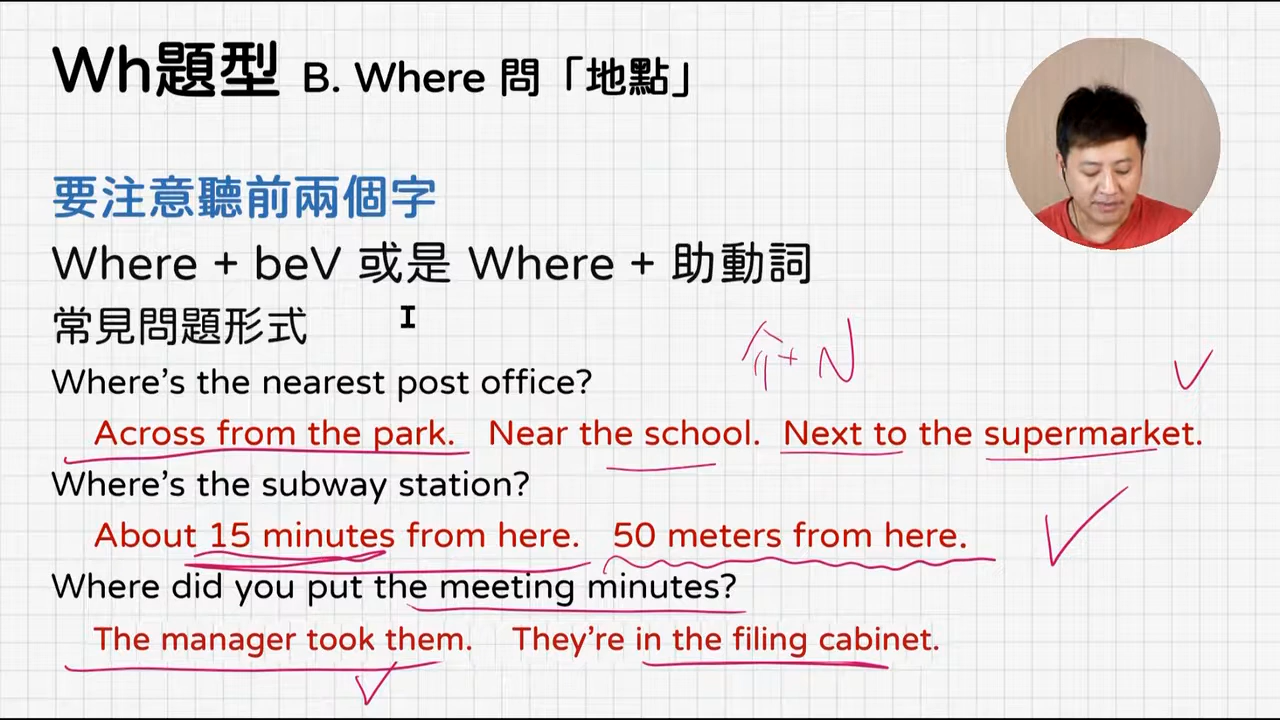 Wh題型 B. Where 問「地點」
要注意聽前兩個字
Where + beV 或是 Where + 助動詞
常見問題形式
介+ N
Where's the nearest post office?
Across from the park. Near the school. Next to the supermarket.
Where's the subway station?
About 15 minutes from here. 50 meters from here.
Where did you put the meeting minutes?
The manager took them. They're in the filing cabinet.